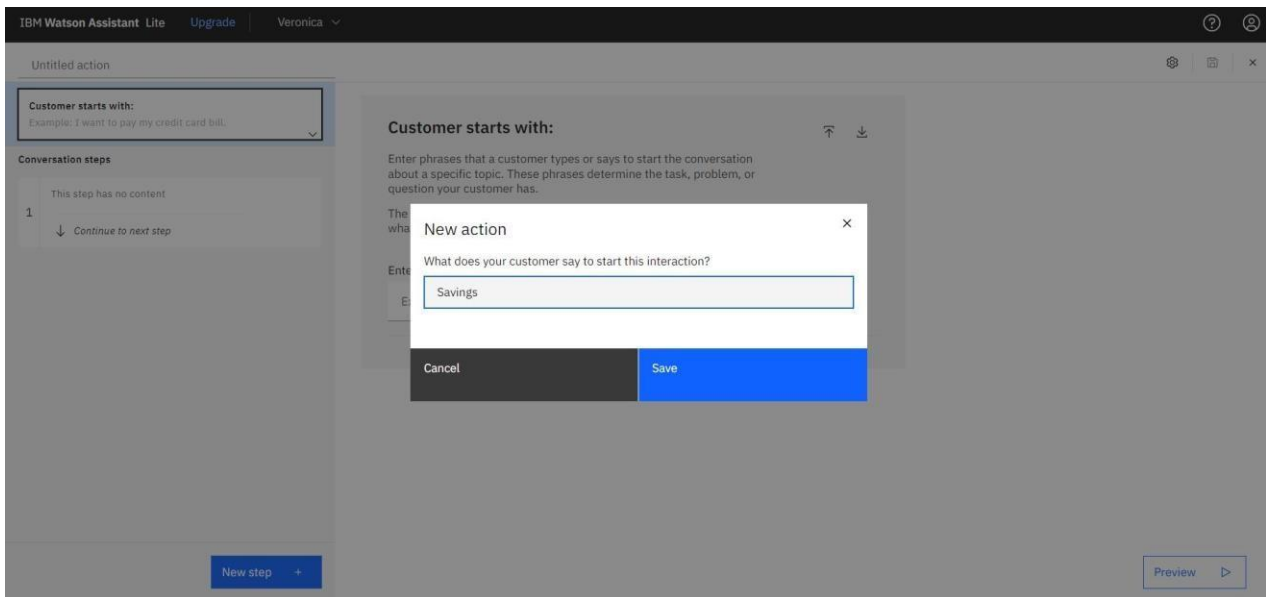 IBM Watson Assistant Lite Upgrade Veronica
Untitled action
Customer starts with:
Example: I want to pay my credit card bill.
Conversation steps
This step has no content
1
Continue to next step
New step +
Customer starts with:
Enter phrases that a customer types or says to start the conversation
about a specific topic. These phrases determine the task, problem, or
question your customer has.
The
wha
Ente
E
New action
What does your customer say to start this interaction?
Savings
Cancel Save
Preview